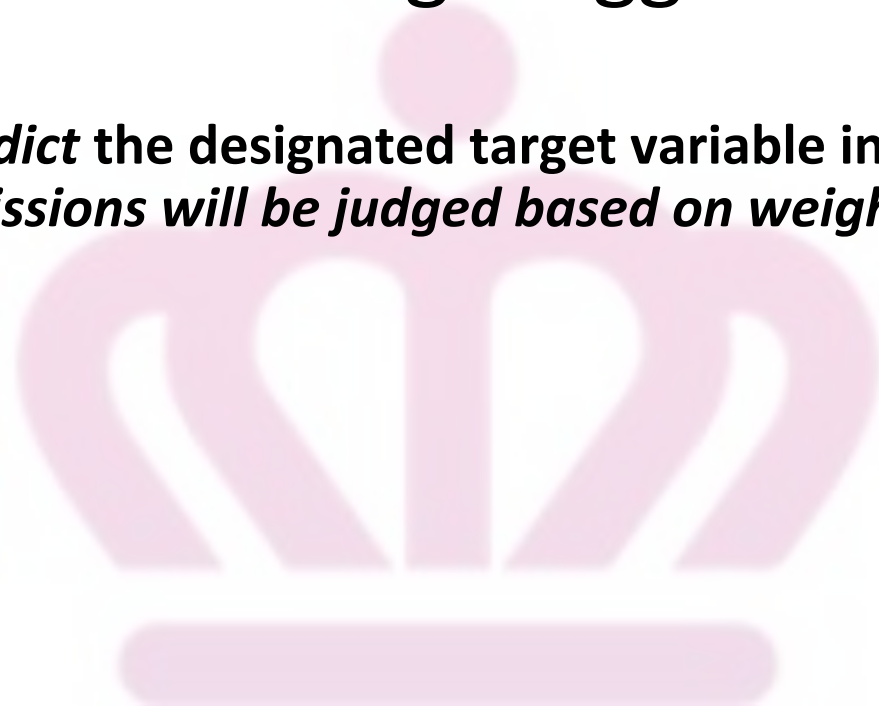 dict the designated target variable in
issions will be judged based on weigh